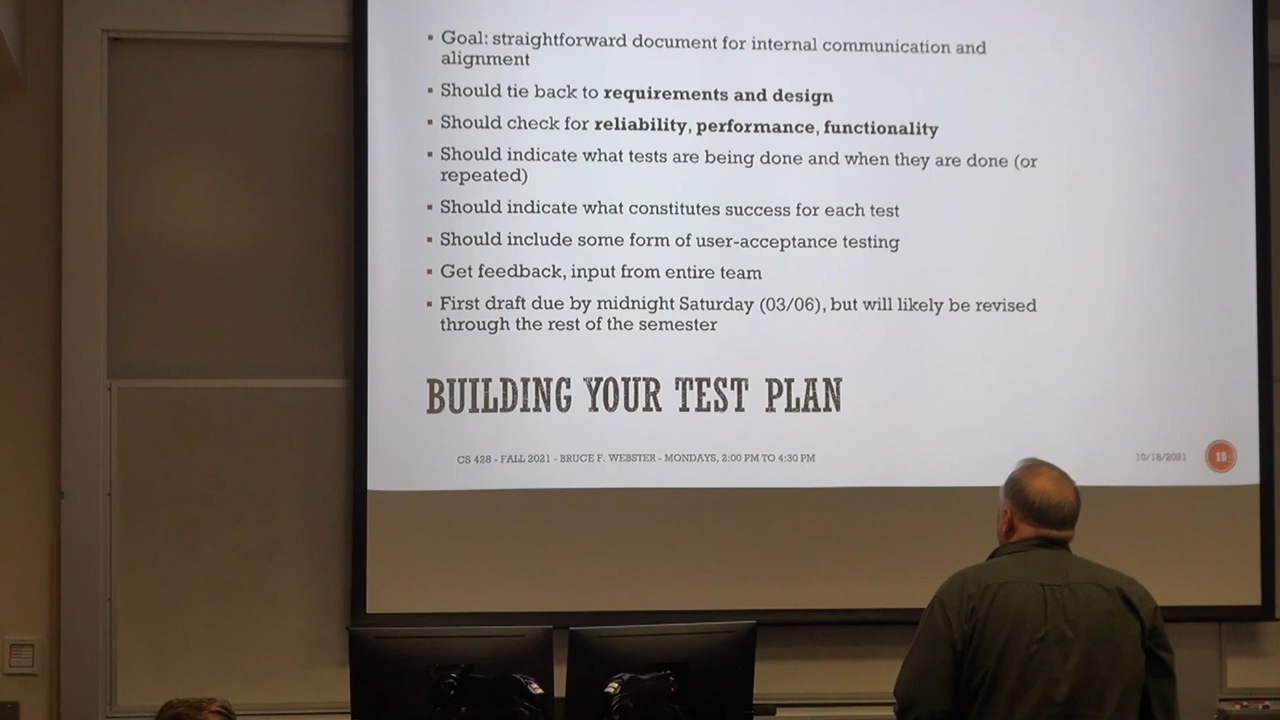 Goal: straightforward document for internal communication and
alignment
Should tie back to requirements and design
Should check for reliability, performance, functionality
Should indicate what tests are being done and when they are done (or
repeated)
Should indicate what constitutes success for each test
Should include some form of user-acceptance testing
Get feedback, input from entire team
First draft due by midnight Saturday (03/06), but will likely be revised
through the rest of the semester
BUILDING YOUR TEST PLAN
CS 428 - FALL 2021 - BRUCE F. WEBSTER - MONDAYS, 2:00 PM TO 4:30 PM
10/18/2021